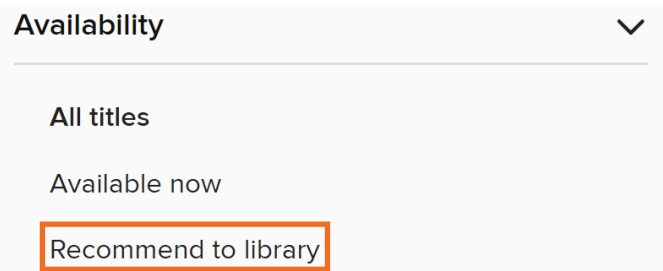 Availability
All titles
Available now
Recommend to library